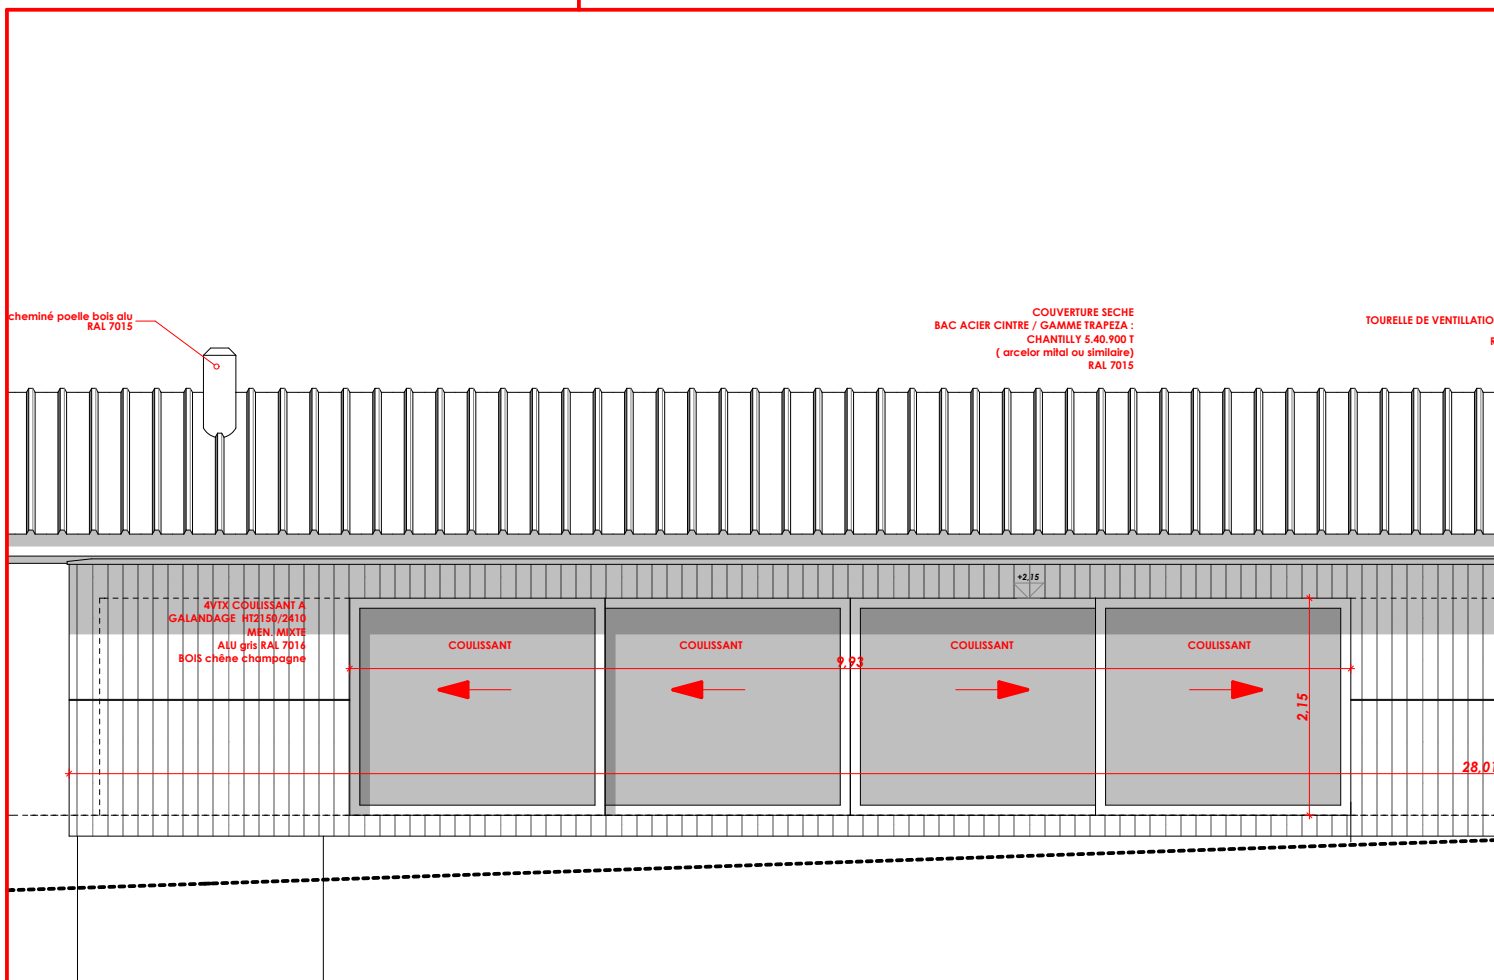 cheminé poelle bois alu
RAL 7015
COUVERTURE SECHE
BAC ACIER CINTRE / GAMME TRAPEZA :
CHANTILLY 5.40.900 T
( arcelor mital ou similaire)
RAL 7015
TOURELLE DE VENTILLATIO
R
+2,15
4VTX COULISSANT A
GALANDAGE HT2150/2410
MEN. MIXTE
ALU gris RAL 7016
BOIS chêne champagne
COULISSANT
COULISSANT
COULISSANT
COULISSANT
9,93
2,15
28,01